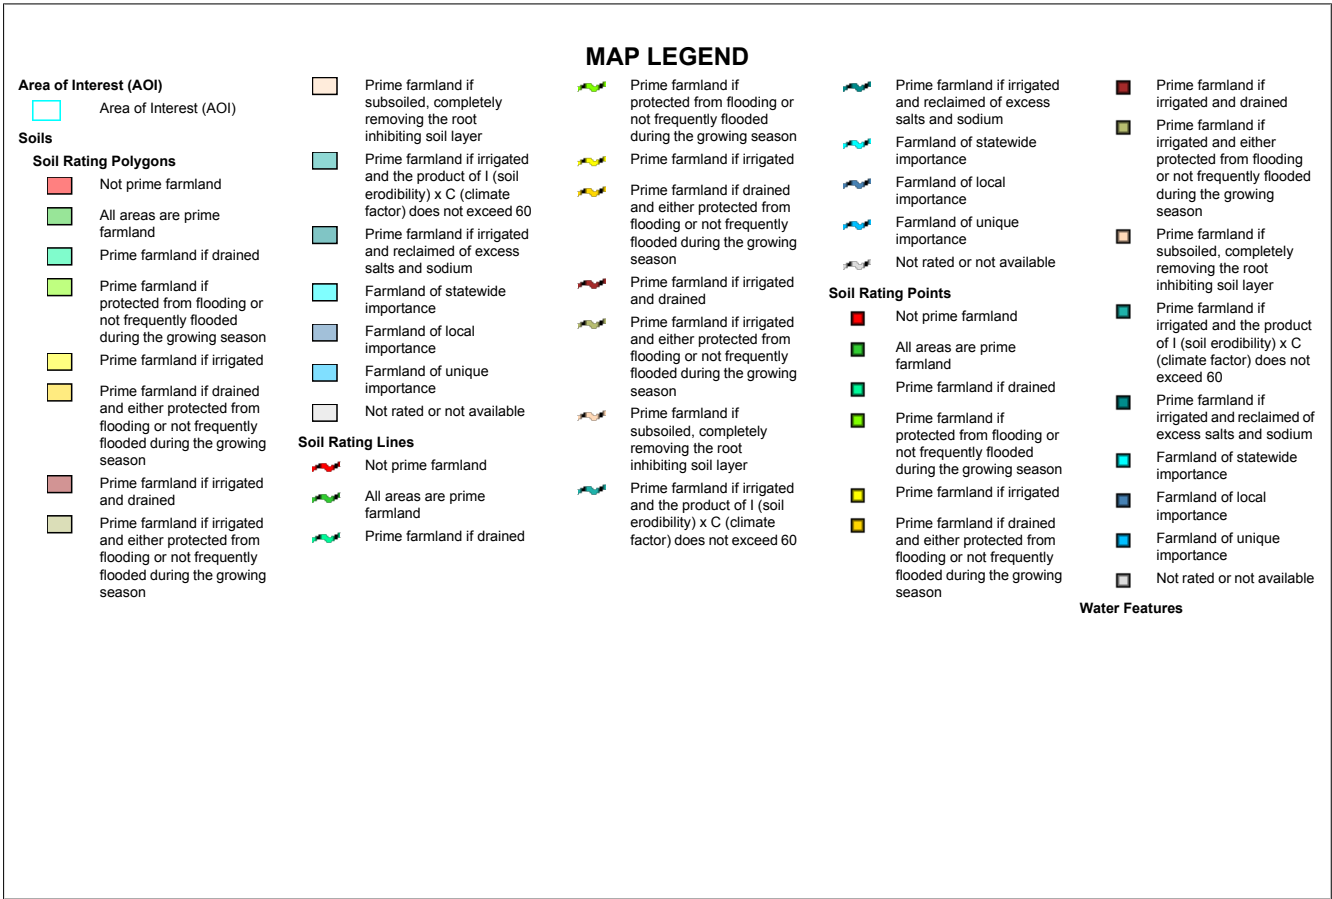 MAP LEGEND
Area of Interest (AOI)
Area of Interest (AOI)
Soils
Soil Rating Polygons
Not prime farmland
All areas are prime
farmland
Prime farmland if drained
Prime farmland if
protected from flooding or
not frequently flooded
during the growing season
Prime farmland if irrigated
Prime farmland if drained
and either protected from
flooding or not frequently
flooded during the growing
season
Prime farmland if irrigated
and drained
Prime farmland if irrigated
and either protected from
flooding or not frequently
flooded during the growing
season
Prime farmland if
subsoiled, completely
removing the root
inhibiting soil layer
Prime farmland if irrigated
and the product of I (soil
erodibility) x C (climate
factor) does not exceed 60
Prime farmland if irrigated
and reclaimed of excess
salts and sodium
Farmland of statewide
importance
Farmland of local
importance
Farmland of unique
importance
Not rated or not available
Soil Rating Lines
Not prime farmland
All areas are prime
farmland
Prime farmland if drained
Prime farmland if
protected from flooding or
not frequently flooded
during the growing season
Prime farmland if irrigated
Prime farmland if drained
and either protected from
flooding or not frequently
flooded during the growing
season
Prime farmland if irrigated
and drained
Prime farmland if irrigated
and either protected from
flooding or not frequently
flooded during the growing
season
Prime farmland if
subsoiled, completely
removing the root
inhibiting soil layer
Prime farmland if irrigated
and the product of I (soil
erodibility) x C (climate
factor) does not exceed 60
Prime farmland if irrigated
and reclaimed of excess
salts and sodium
Farmland of statewide
importance
Farmland of local
importance
Farmland of unique
importance
Not rated or not available
Soil Rating Points
Not prime farmland
All areas are prime
farmland
Prime farmland if drained
Prime farmland if
protected from flooding or
not frequently flooded
during the growing season
Prime farmland if irrigated
Prime farmland if drained
and either protected from
flooding or not frequently
flooded during the growing
season
Prime farmland if
irrigated and drained
Prime farmland if
irrigated and either
protected from flooding
or not frequently flooded
during the growing
season
Prime farmland if
subsoiled, completely
removing the root
inhibiting soil layer
Prime farmland if
irrigated and the product
of I (soil erodibility) x C
(climate factor) does not
exceed 60
Prime farmland if
irrigated and reclaimed of
excess salts and sodium
Farmland of statewide
importance
Farmland of local
importance
Farmland of unique
importance
Not rated or not available
Water Features